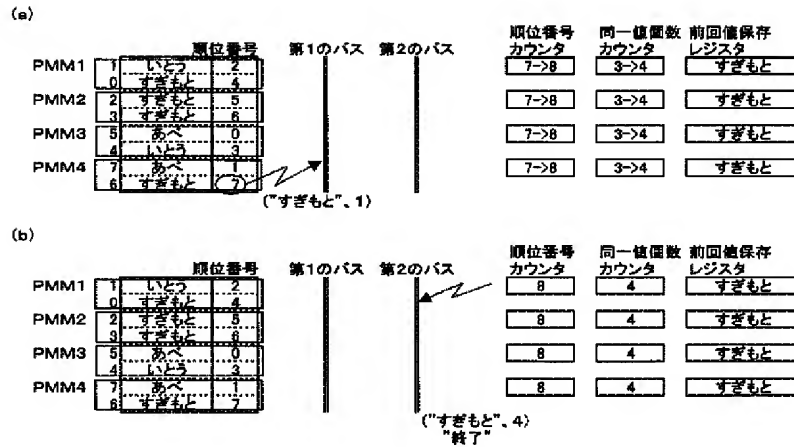 (a)
順位番号 第1のバス 第2のバス 順位番号カウンタ 同一値個数カウンタ 前回値保存レジスタ
PMM1 1 いとう 2 7->8 3->4 すぎもと
0 すぎもと 4
PMM2 2 すぎもと 5 7->8 3->4 すぎもと
3 すぎもと 6
PMM3 5 あべ 0 7->8 3->4 すぎもと
4 いとう 3
PMM4 7 あべ 1 7->8 3->4 すぎもと
6 すぎもと 7
("すぎもと"、1)
(b)
順位番号 第1のバス 第2のバス 順位番号カウンタ 同一値個数カウンタ 前回値保存レジスタ
PMM1 1 いとう 2 8 4 すぎもと
0 すぎもと 4
PMM2 2 すぎもと 5 8 4 すぎもと
3 すぎもと 6
PMM3 5 あべ 0 8 4 すぎもと
4 いとう 3
PMM4 7 あべ 1 8 4 すぎもと
6 すぎもと 7
("すぎもと"、4)
"終了"